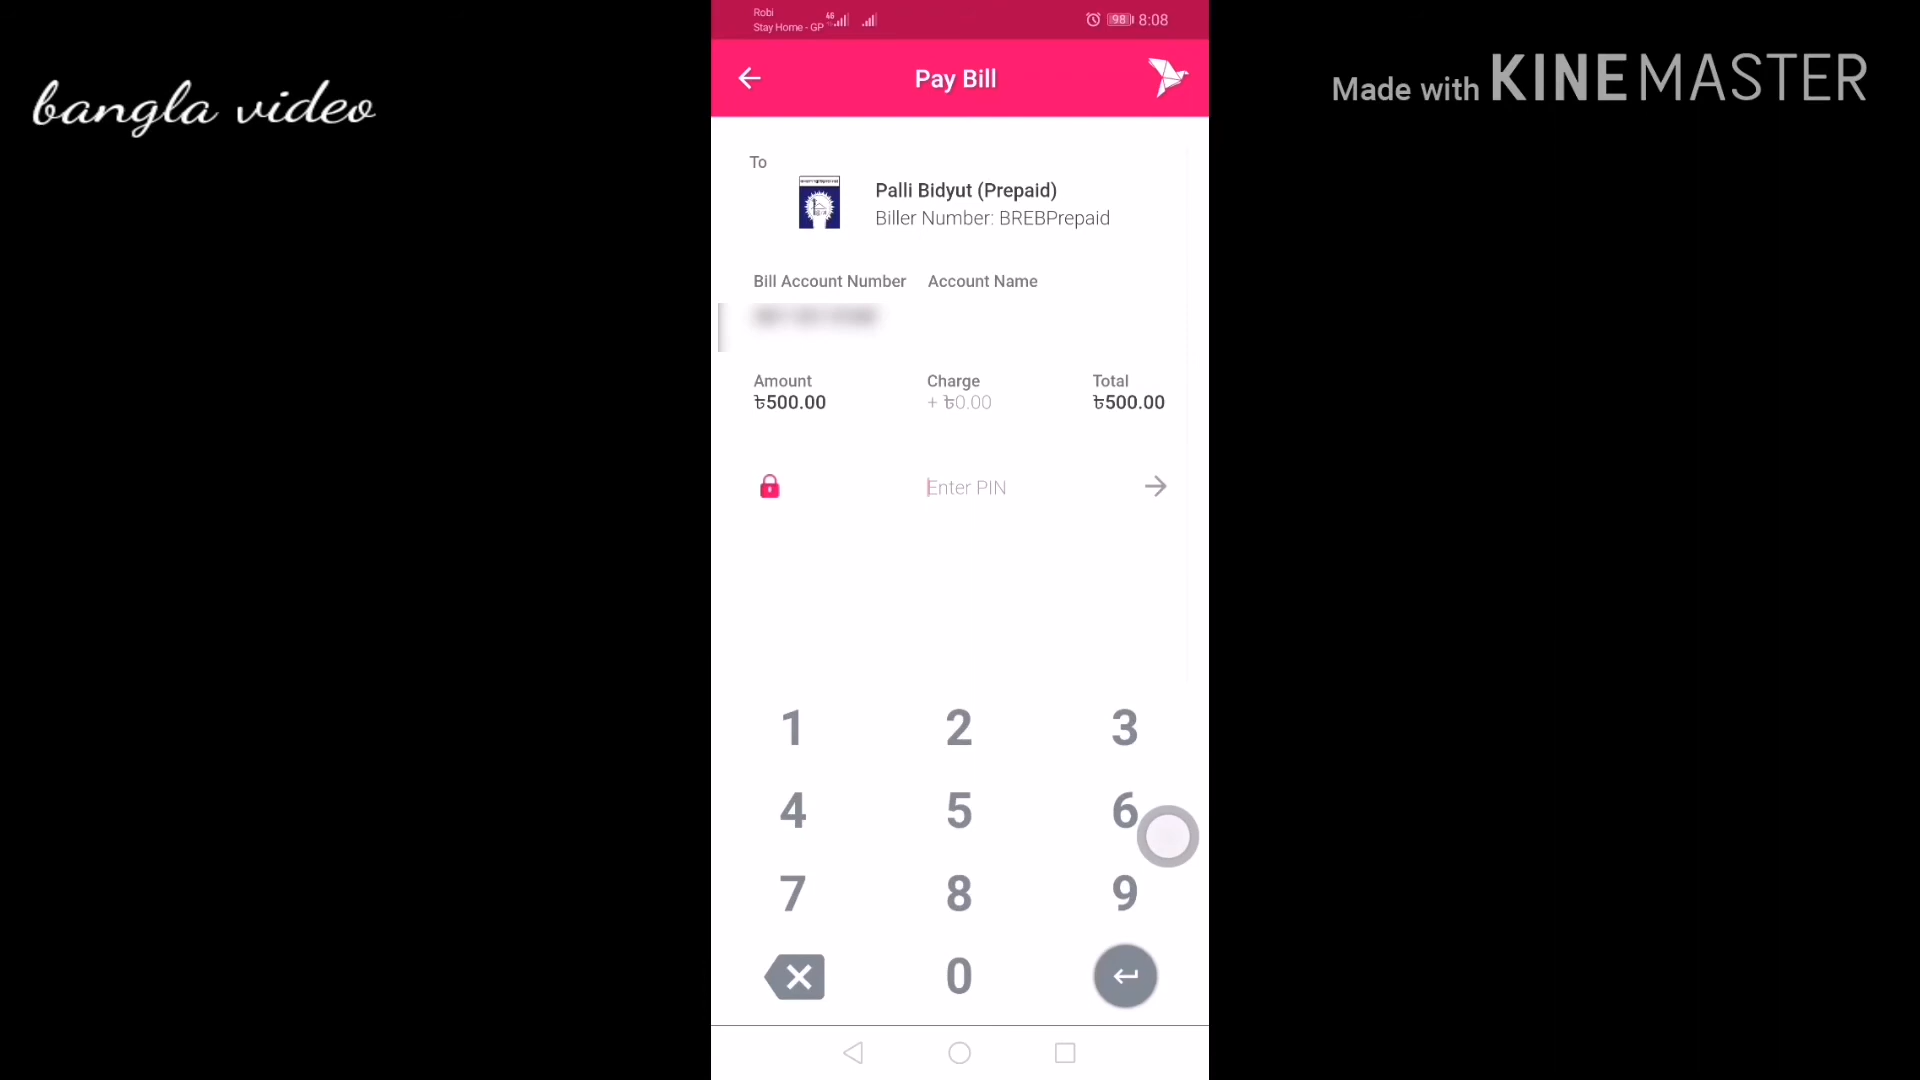 Robi
Stay Home - GP
4G
98
8:08
bangla video
Made with KINEMASTER
Pay Bill
To
Palli Bidyut (Prepaid)
Biller Number: BREBPrepaid
Bill Account Number Account Name
Amount Charge Total
৳500.00 + ৳0.00 ৳500.00
Enter PIN
1 2 3
4 5 6
7 8 9
0